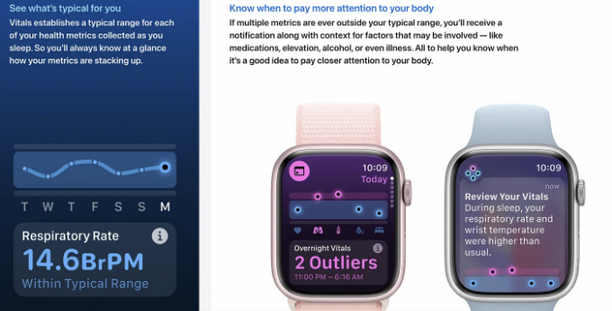 See what's typical for you
Vitals establishes a typical range for each
of your health metrics collected as you
sleep. So you'll always know at a glance
how your metrics are stacking up.
T W T F S S M
Respiratory Rate i
14.6BRPM
Within Typical Range
Know when to pay more attention to your body
If multiple metrics are ever outside your typical range, you'll receive a
notification along with context for factors that may be involved — like
medications, elevation, alcohol, or even illness. All to help you know when
it's a good idea to pay closer attention to your body.
10:09
Today
Overnight Vitals i
2 Outliers
11:00 PM – 6:16 AM
10:09
now
Review Your Vitals
During sleep, your
respiratory rate and
wrist temperature
were higher than
usual.